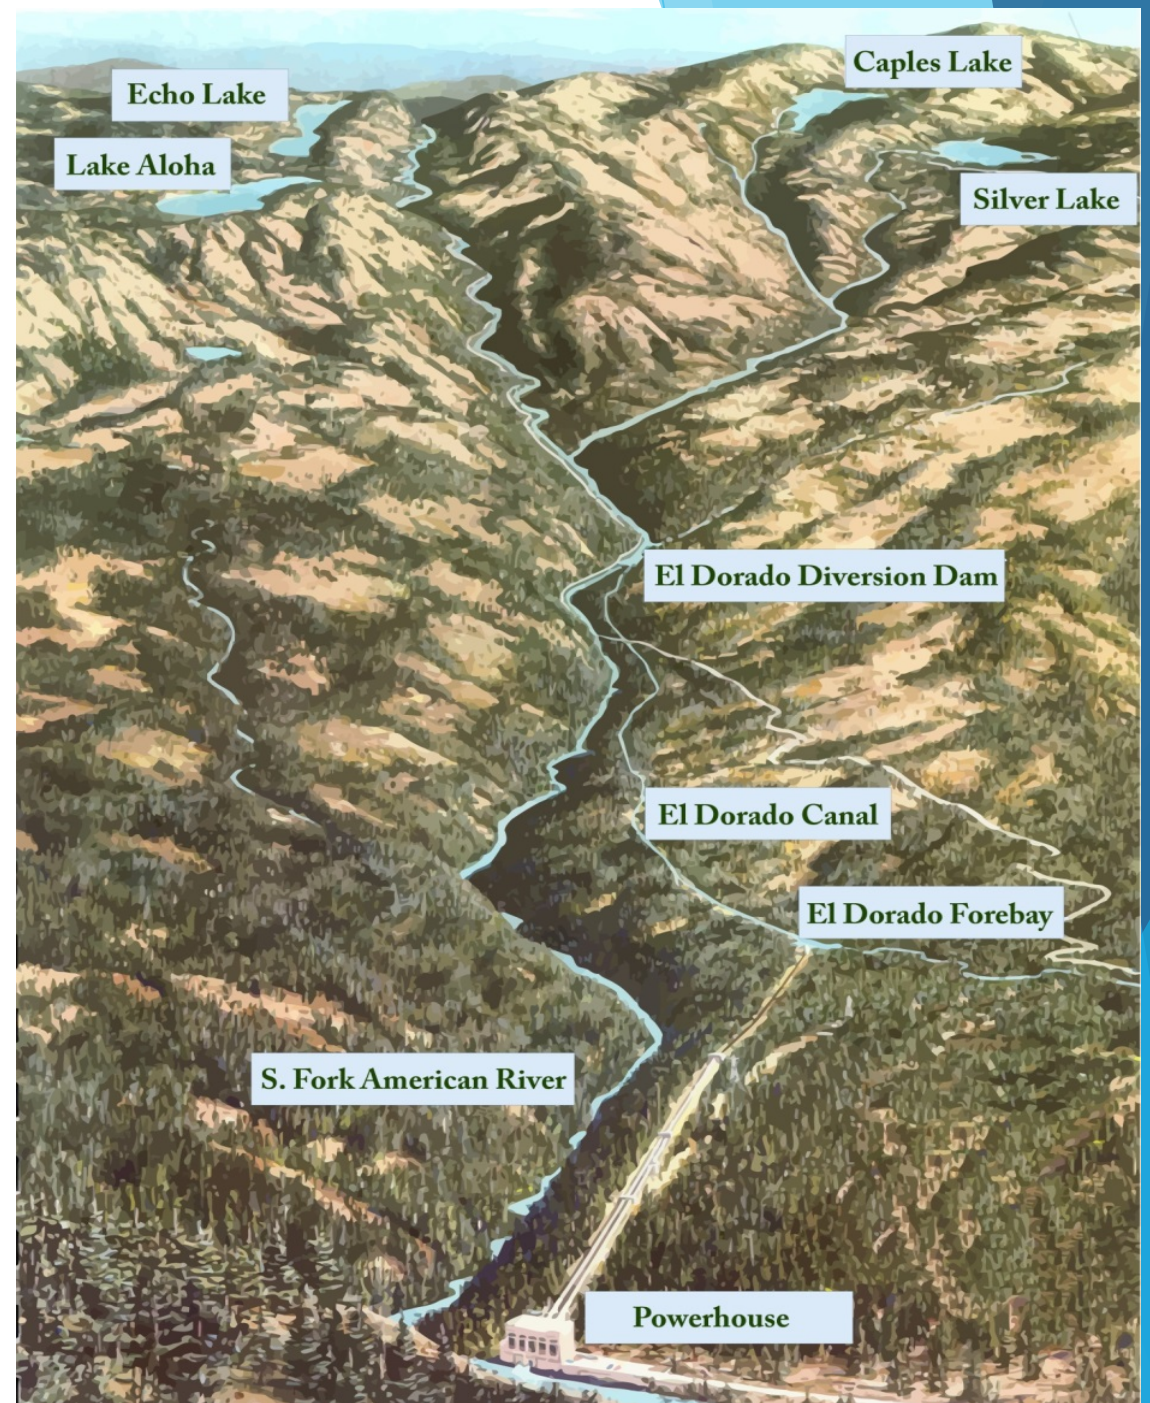 Caples Lake
Echo Lake
Lake Aloha
Silver Lake
El Dorado Diversion Dam
El Dorado Canal
El Dorado Forebay
S. Fork American River
Powerhouse